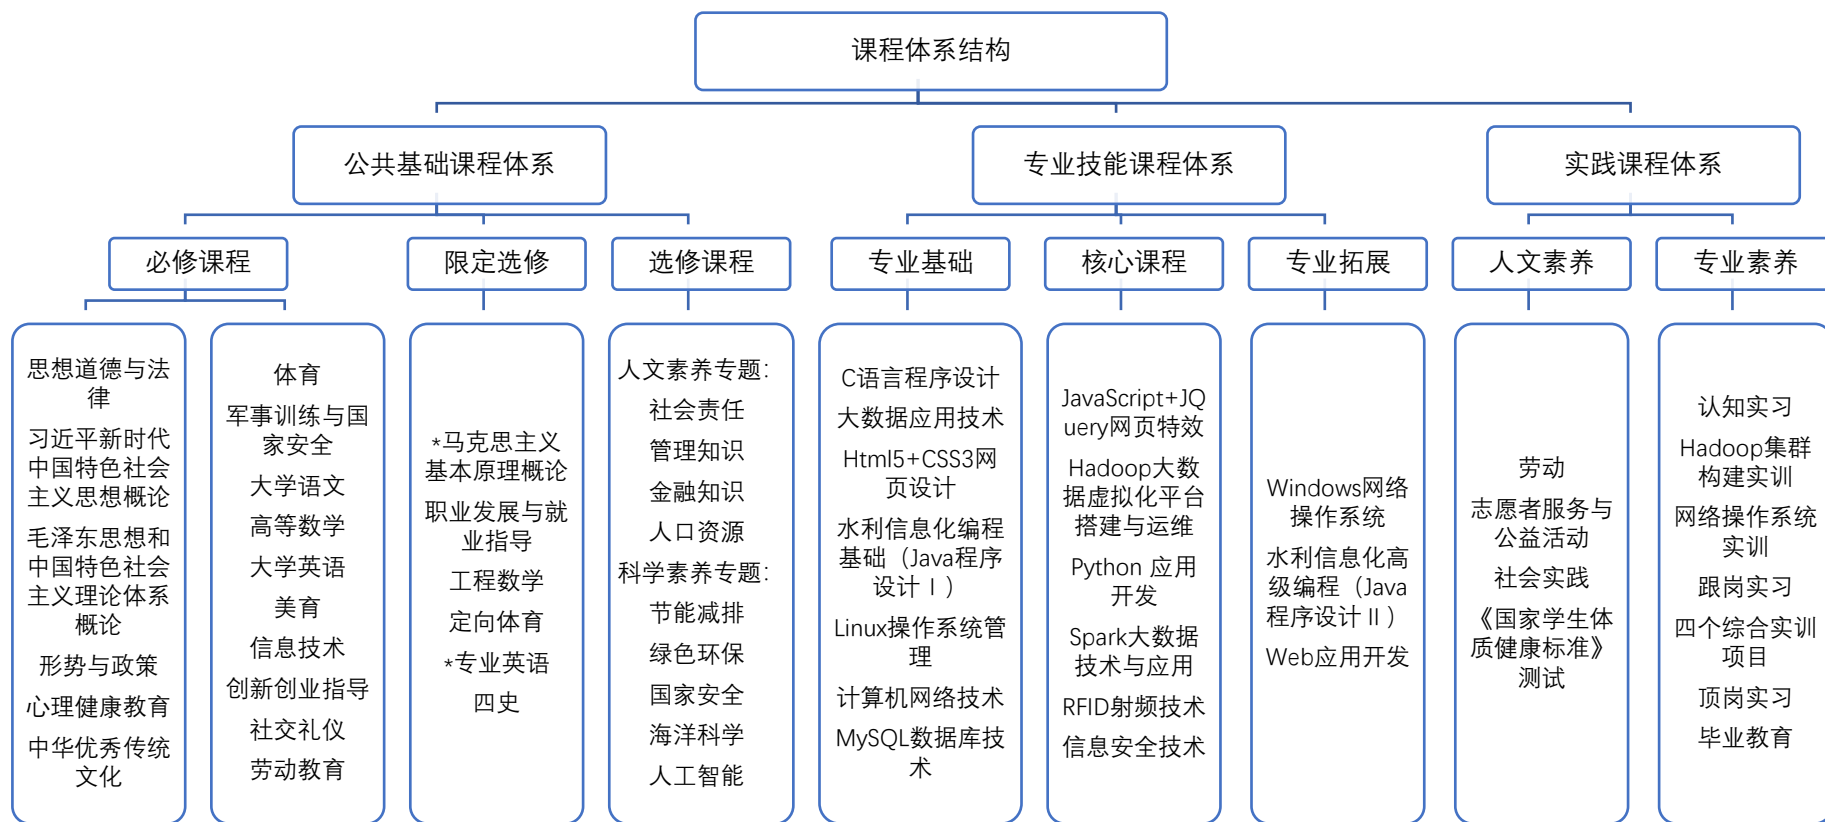 课程体系结构
公共基础课程体系
专业技能课程体系
实践课程体系
必修课程
限定选修
选修课程
专业基础
核心课程
专业拓展
人文素养
专业素养
思想道德与法
律
习近平新时代
中国特色社会
主义思想概论
毛泽东思想和
中国特色社会
主义理论体系
概论
形势与政策
心理健康教育
中华优秀传统
文化
体育
军事训练与国
家安全
大学语文
高等数学
大学英语
美育
信息技术
创新创业指导
社交礼仪
劳动教育
*马克思主义
基本原理概论
职业发展与就
业指导
工程数学
定向体育
*专业英语
四史
人文素养专题：
社会责任
管理知识
金融知识
人口资源
科学素养专题：
节能减排
绿色环保
国家安全
海洋科学
人工智能
C语言程序设计
大数据应用技术
Html5+CSS3网
页设计
水利信息化编程
基础（Java程序
设计Ⅰ）
Linux操作系统管
理
计算机网络技术
MySQL数据库技
术
JavaScript+JQ
uery网页特效
Hadoop大数
据虚拟化平台
搭建与运维
Python 应用
开发
Spark大数据
技术与应用
RFID射频技术
信息安全技术
Windows网络
操作系统
水利信息化高
级编程（Java
程序设计Ⅱ）
Web应用开发
劳动
志愿者服务与
公益活动
社会实践
《国家学生体
质健康标准》
测试
认知实习
Hadoop集群
构建实训
网络操作系统
实训
跟岗实习
四个综合实训
项目
顶岗实习
毕业教育